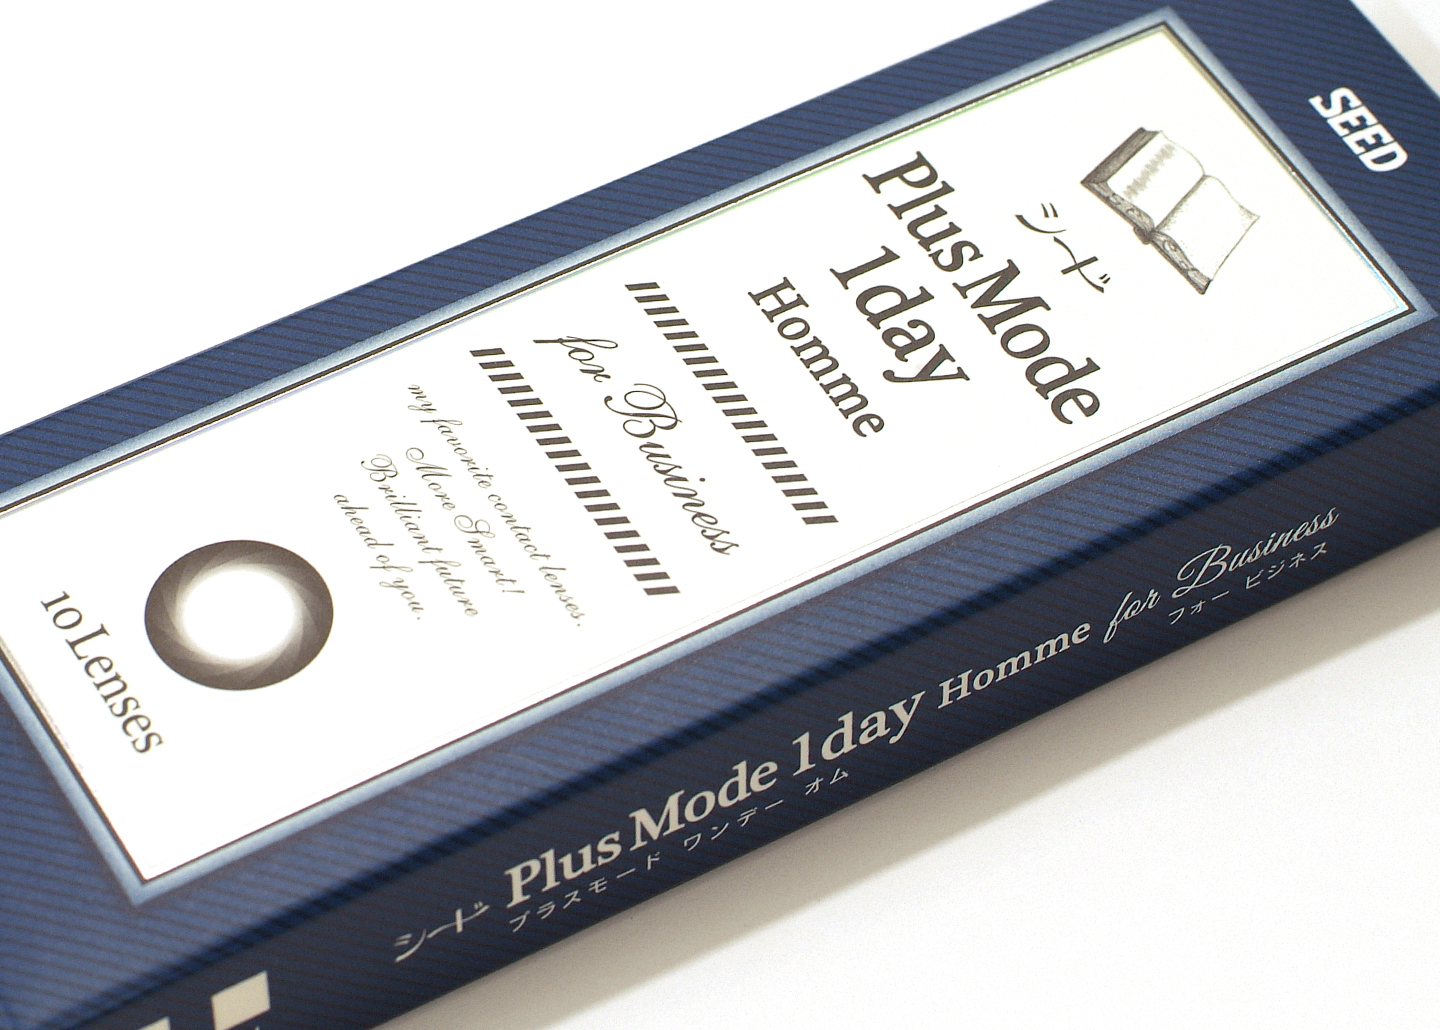 SEED
シード
Plus Mode
1day
Homme
for Business
my favorite contact lenses.
More Smart!
Brilliant future
ahead of you.
10 Lenses
シード Plus Mode 1day Homme for Business
プラスモード ワンデー オム フォー ビジネス